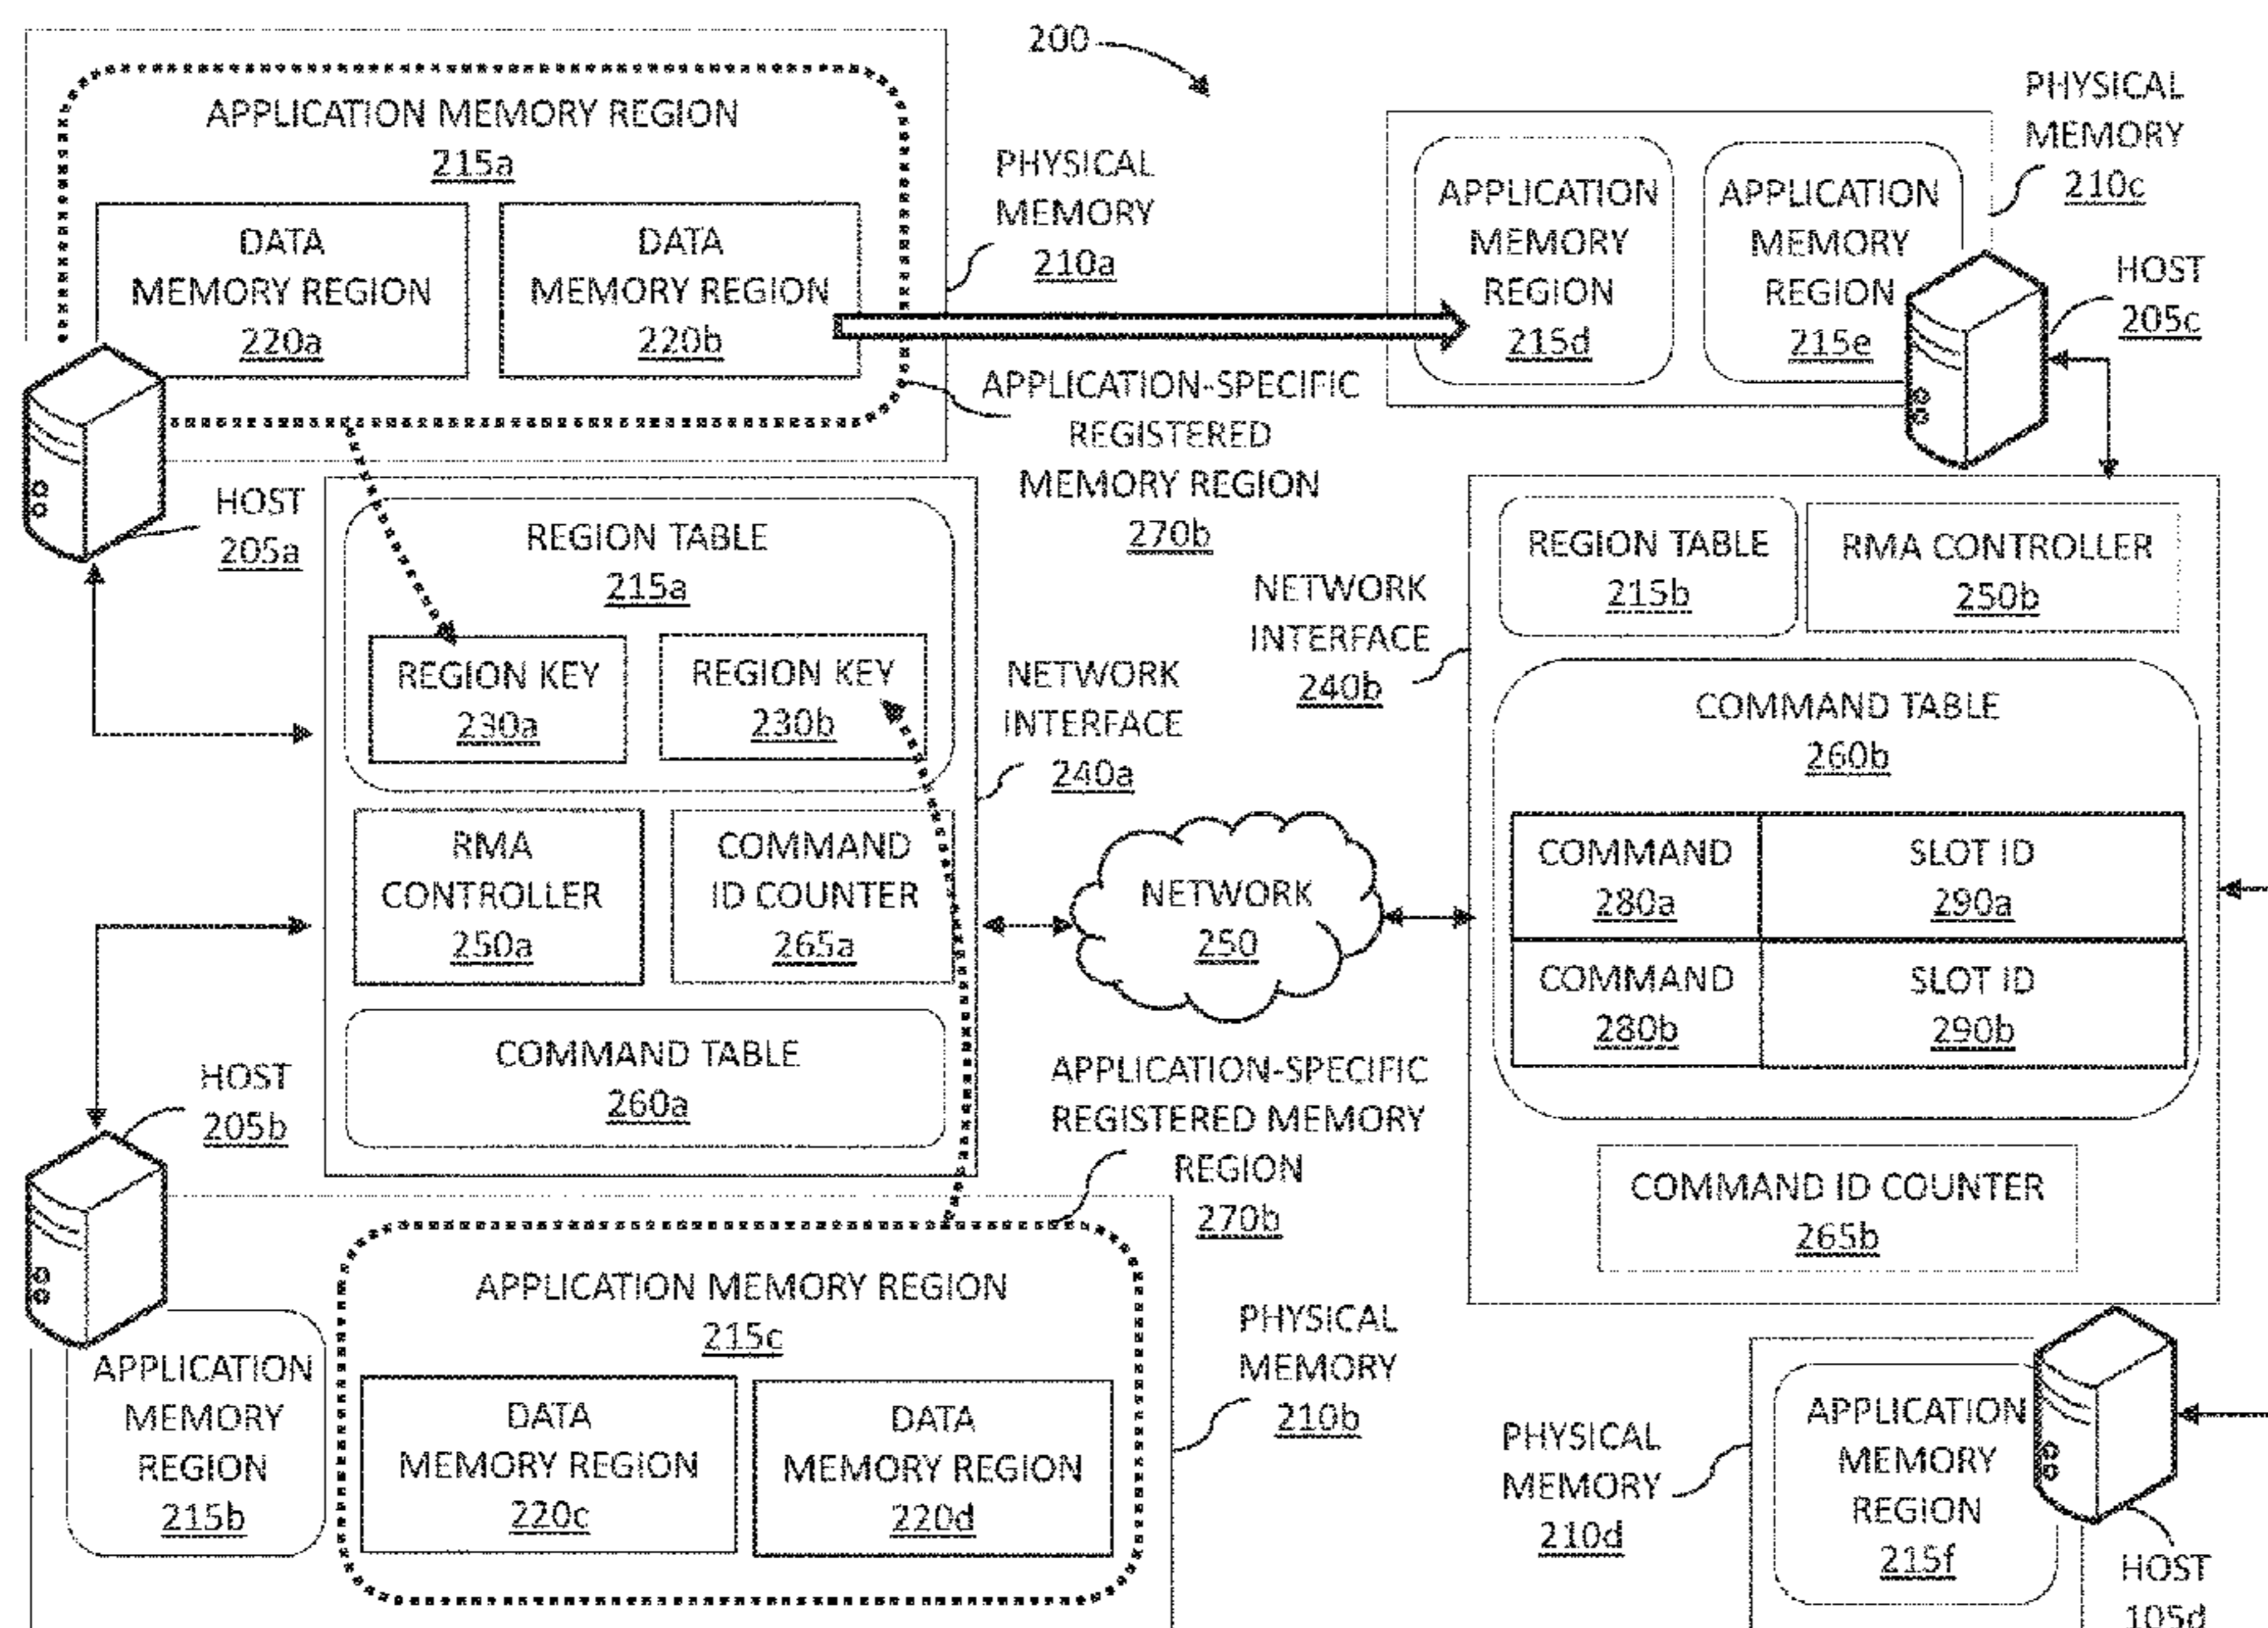 200
APPLICATION MEMORY REGION
215a
DATA
MEMORY REGION
220a
DATA
MEMORY REGION
220b
PHYSICAL
MEMORY
210a
APPLICATION
MEMORY
REGION
215d
APPLICATION
MEMORY
REGION
215e
PHYSICAL
MEMORY
210c
HOST
205c
APPLICATION-SPECIFIC
REGISTERED
MEMORY REGION
270b
HOST
205a
REGION TABLE
215a
REGION KEY
230a
REGION KEY
230b
NETWORK
INTERFACE
240a
RMA
CONTROLLER
250a
COMMAND
ID COUNTER
265a
COMMAND TABLE
260a
NETWORK
250
NETWORK
INTERFACE
240b
REGION TABLE
215b
RMA CONTROLLER
250b
COMMAND TABLE
260b
COMMAND
280a
SLOT ID
290a
COMMAND
280b
SLOT ID
290b
COMMAND ID COUNTER
265b
HOST
205b
APPLICATION-SPECIFIC
REGISTERED MEMORY
REGION
270b
APPLICATION
MEMORY
REGION
215b
APPLICATION MEMORY REGION
215c
DATA
MEMORY REGION
220c
DATA
MEMORY REGION
220d
PHYSICAL
MEMORY
210b
PHYSICAL
MEMORY
210d
APPLICATION
MEMORY
REGION
215f
HOST
105d